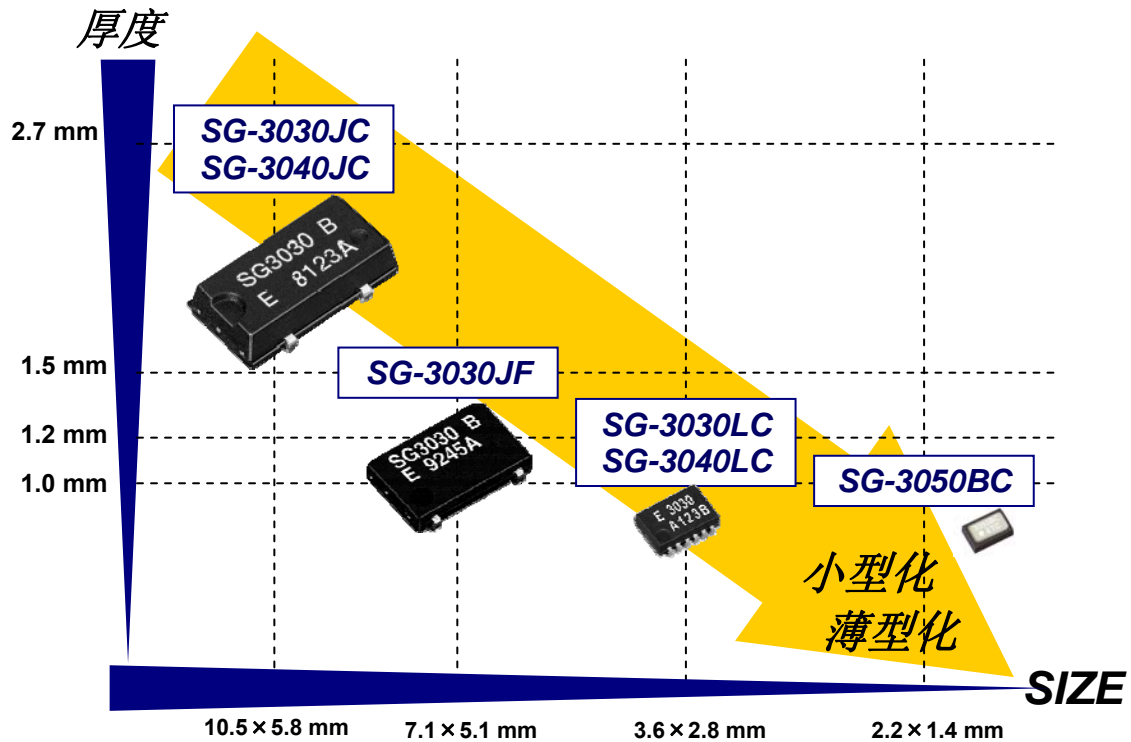 厚度
2.7 mm
SG-3030JC
SG-3040JC
SG3030 B
E 8123A
1.5 mm
SG-3030JF
1.2 mm
SG-3030LC
SG-3040LC
SG3030 B
E 9245A
1.0 mm
SG-3050BC
E 3030
A123B
小型化
薄型化
SIZE
10.5×5.8 mm
7.1×5.1 mm
3.6×2.8 mm
2.2×1.4 mm